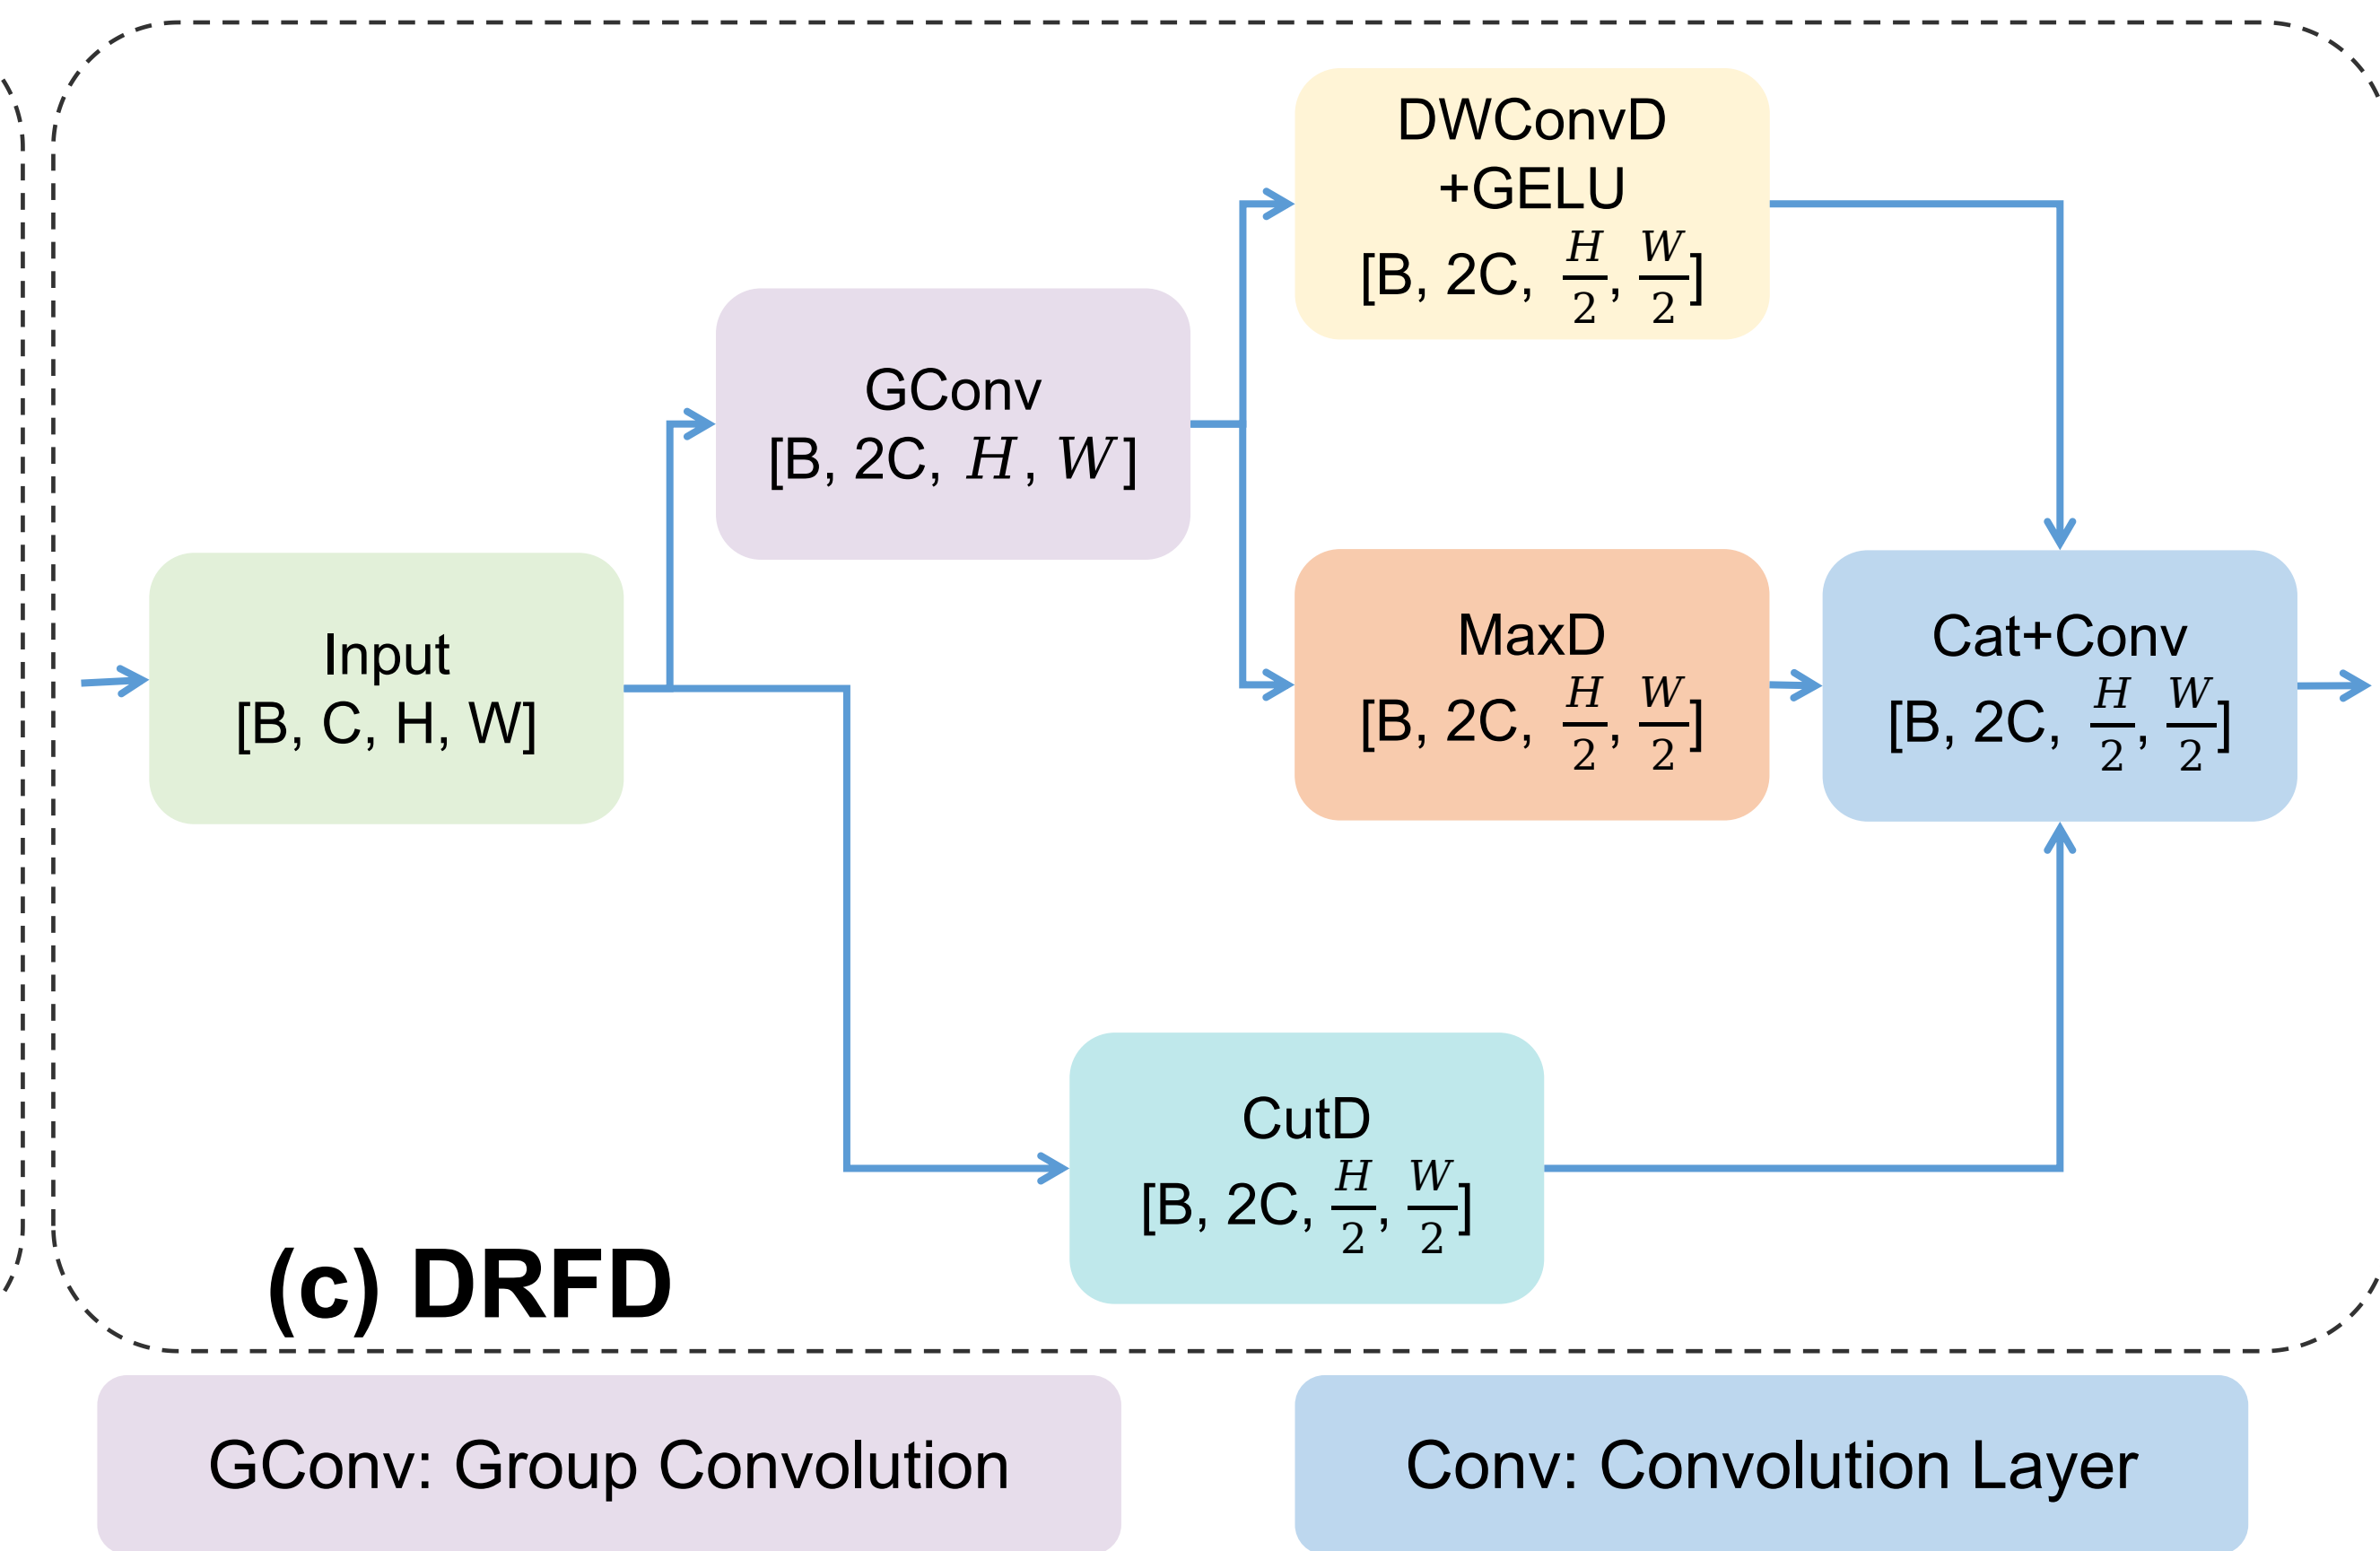 DWConvD
+GELU
[B, 2C, H/2, W/2]
GConv
[B, 2C, H, W]
Input
[B, C, H, W]
MaxD
[B, 2C, H/2, W/2]
Cat+Conv
[B, 2C, H/2, W/2]
CutD
[B, 2C, H/2, W/2]
(c) DRFD
GConv: Group Convolution
Conv: Convolution Layer